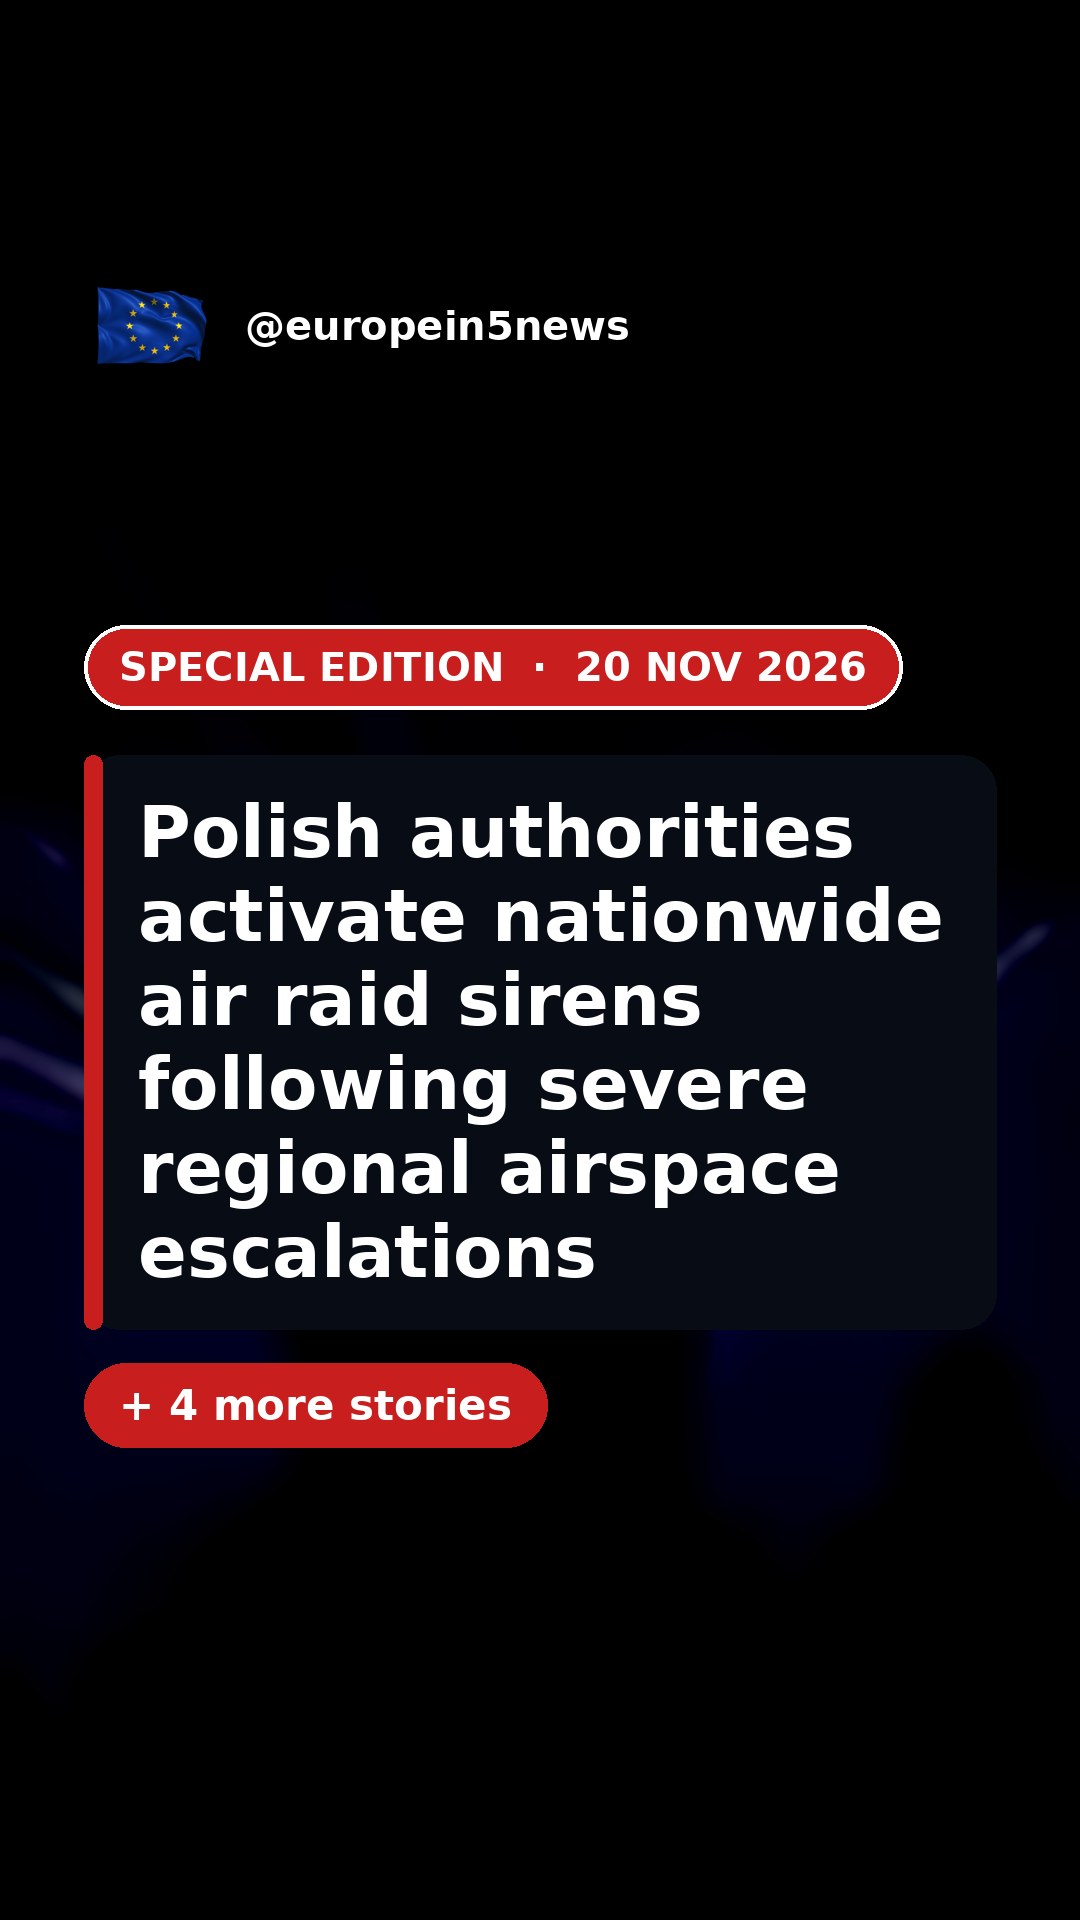 @europein5news
SPECIAL EDITION · 20 NOV 2026
Polish authorities
activate nationwide
air raid sirens
following severe
regional airspace
escalations
+ 4 more stories